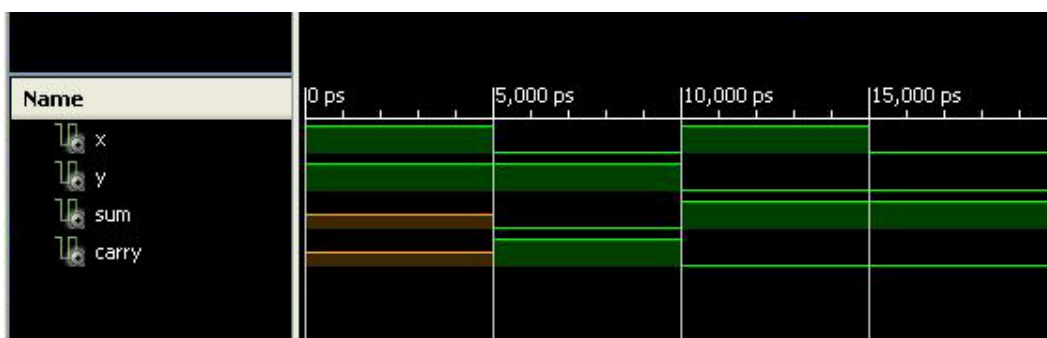 Name
0 ps 5,000 ps 10,000 ps 15,000 ps
x
y
sum
carry